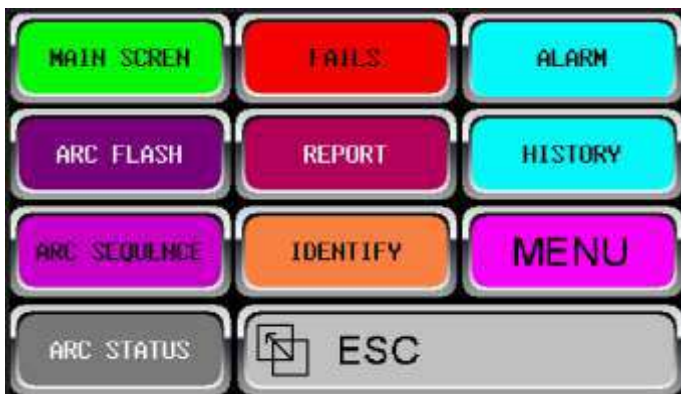 MAIN SCREN
FAILS
ALARM
ARC FLASH
REPORT
HISTORY
ARC SEQUENCE
IDENTIFY
MENU
ARC STATUS
ESC